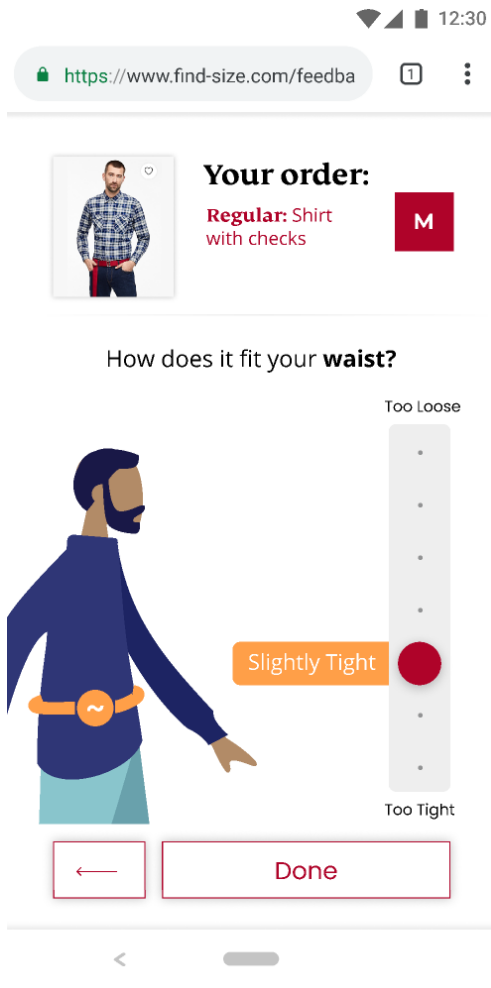 12:30
https://www.find-size.com/feedba
1
Your order:
Regular: Shirt
with checks
M
How does it fit your waist?
Too Loose
Slightly Tight
~
Too Tight
Done